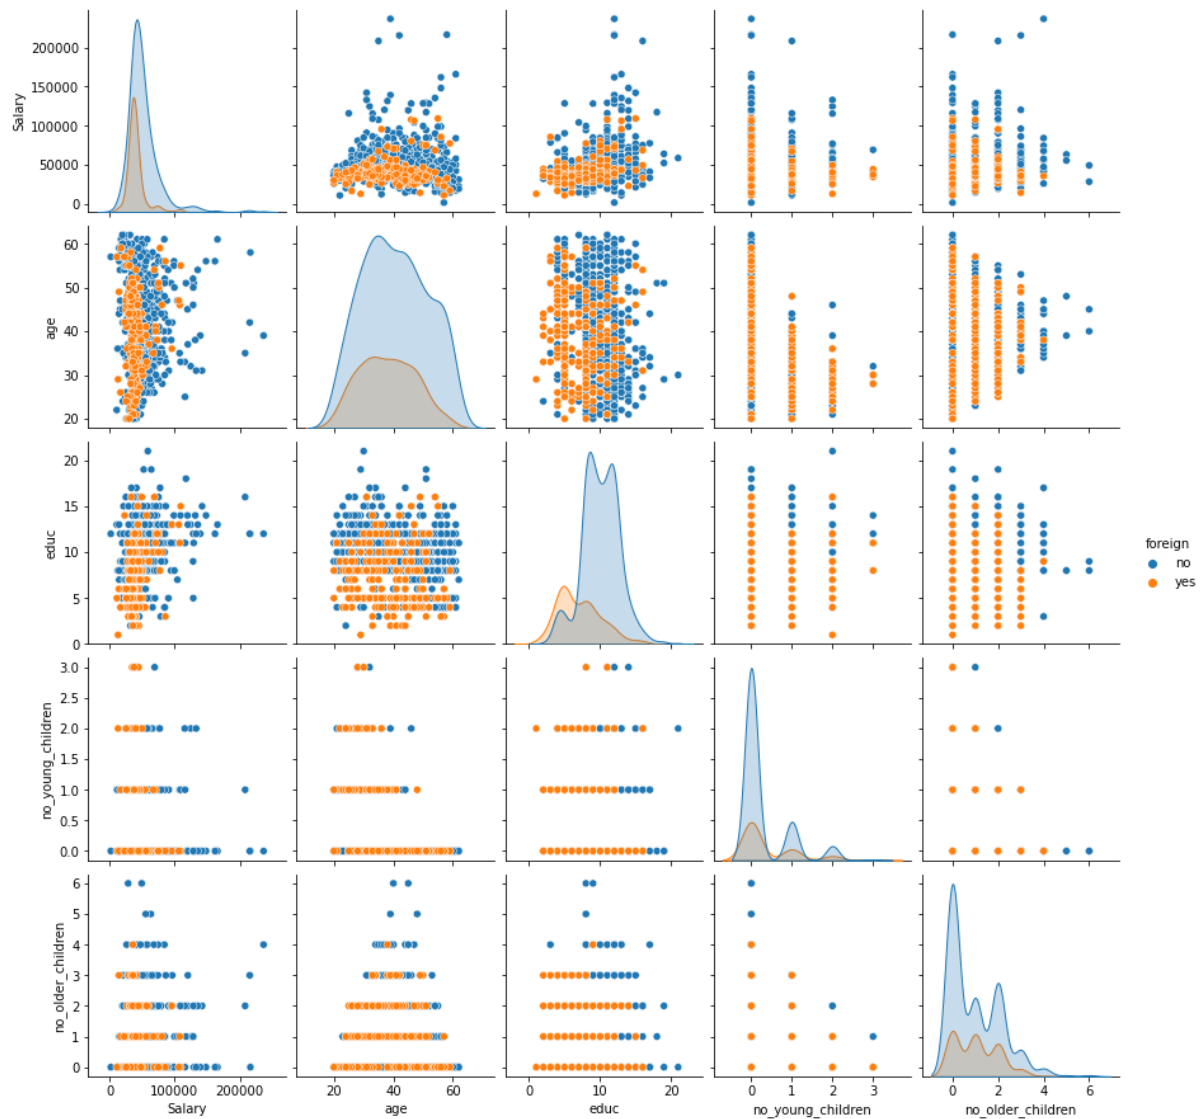 200000
150000
100000
50000
0
Salary
60
50
40
30
20
age
20
15
10
5
0
educ
foreign
no
yes
3.0
2.5
2.0
1.5
1.0
0.5
0.0
no_young_children
6
5
4
3
2
1
0
no_older_children
0 100000 200000 20 40 60 0 10 20 0 1 2 3 0 2 4 6
Salary age educ no_young_children no_older_children